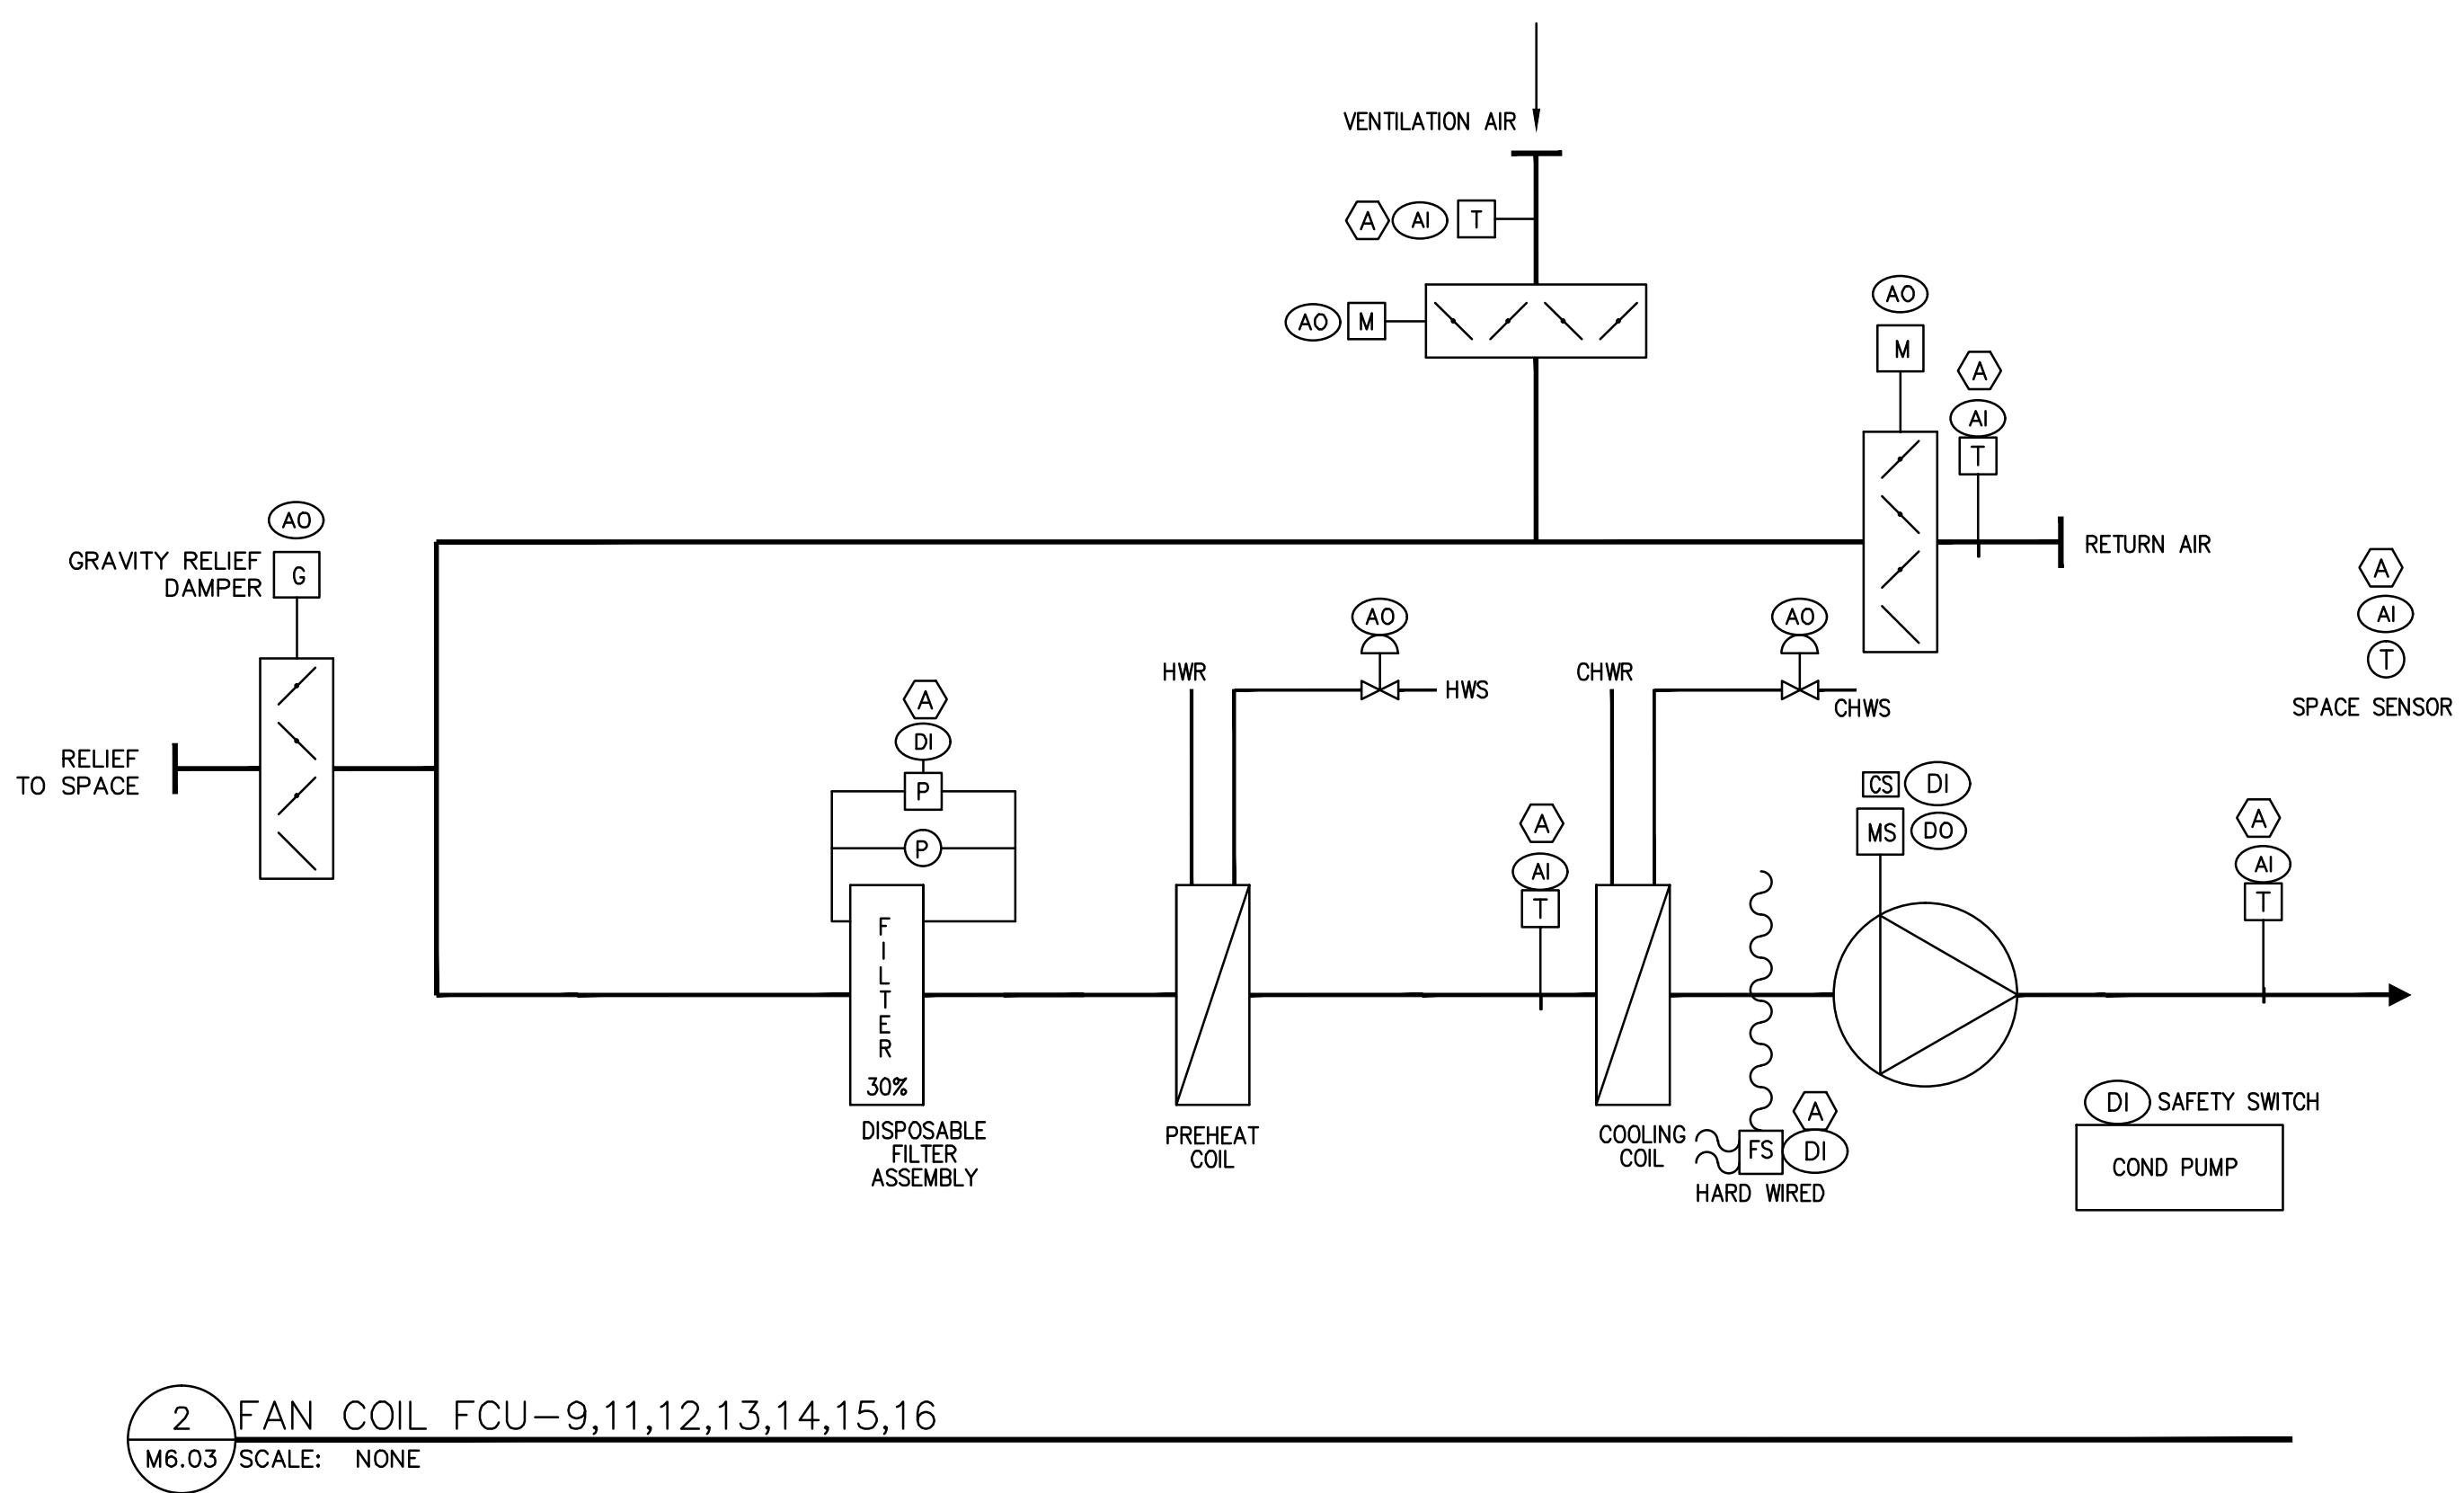 VENTILATION AIR
A AI T
AO M
AO
M
A
AI
T
RETURN AIR
AO
GRAVITY RELIEF
DAMPER
G
RELIEF
TO SPACE
A
AI
T
SPACE SENSOR
HWR
AO
HWS
CHWR
AO
CHWS
A
DI
P
P
FILTER
30%
DISPOSABLE
FILTER
ASSEMBLY
PREHEAT
COIL
A
AI
T
COOLING
COIL
CS DI
MS DO
A
FS DI
HARD WIRED
A
AI
T
DI SAFETY SWITCH
COND PUMP
2
M6.03
FAN COIL FCU-9,11,12,13,14,15,16
SCALE: NONE